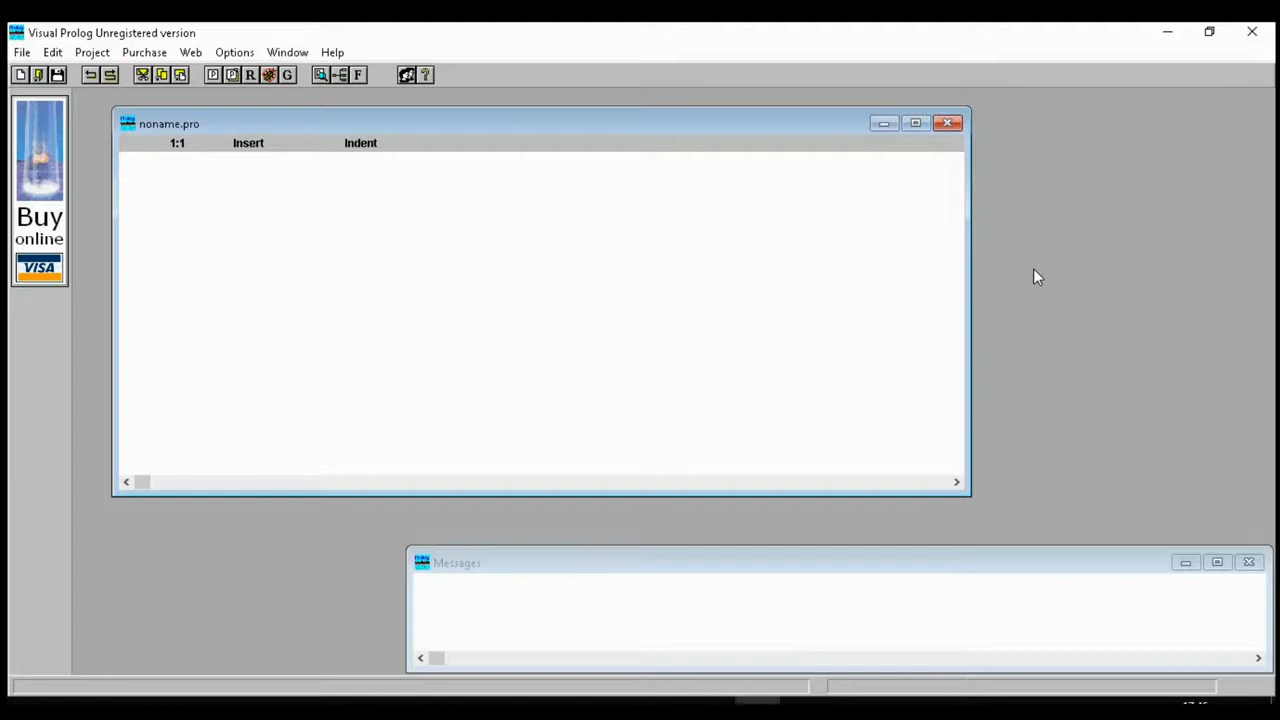 Visual Prolog Unregistered version
File Edit Project Purchase Web Options Window Help
R G F ?
noname.pro
1:1 Insert Indent
Buy
online
VISA
Messages